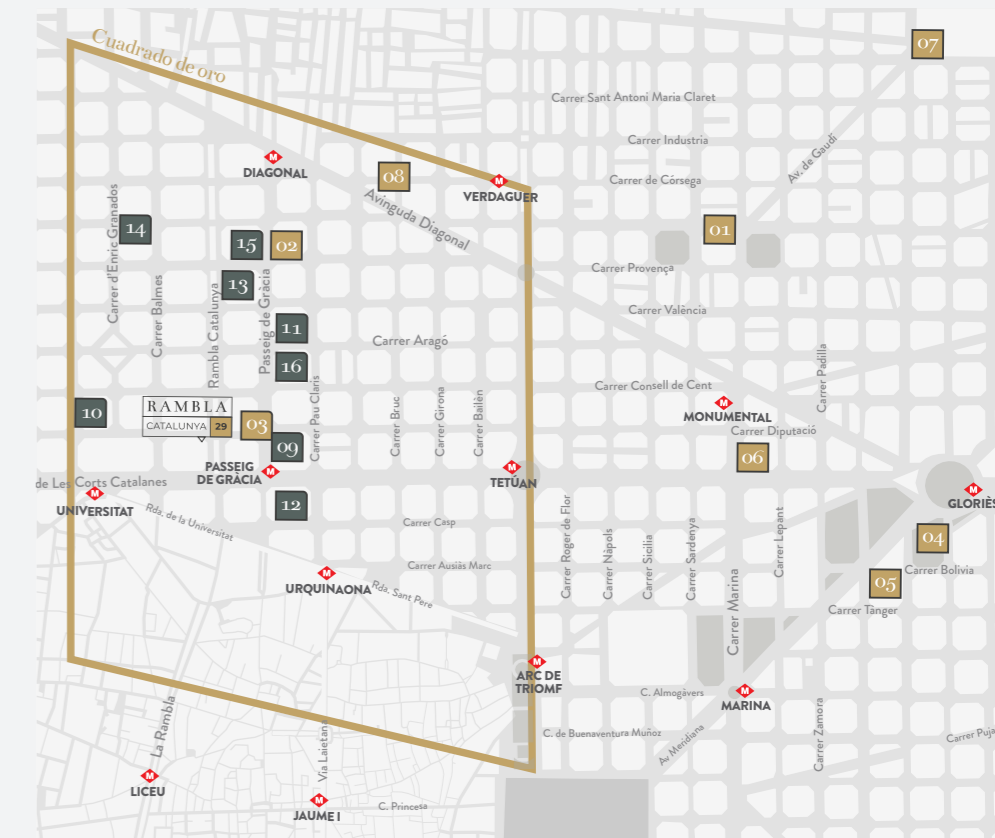 Cuadrado de oro
07
Carrer Sant Antoni Maria Claret
Carrer Industria
Av. de Gaudí
M
DIAGONAL
08
M
VERDAGUER
Carrer de Córsega
Avinguda Diagonal
Carrer d'Enric Granados
14
15
02
01
13
Carrer Provença
Carrer Balmes
Rambla Catalunya
Passeig de Gràcia
11
Carrer València
Carrer Aragó
16
Carrer Pau Claris
Carrer Consell de Cent
Carrer Padilla
10
RAMBLA
CATALUNYA 29
03
09
Carrer Bruc
Carrer Girona
Carrer Bailèn
M
MONUMENTAL
Carrer Diputació
06
M
PASSEIG
DE GRÀCIA
M
TETÚAN
de Les Corts Catalanes
M
UNIVERSITAT
12
M
GLORIÈS
Rda. de la Universitat
Carrer Casp
04
Carrer Roger de Flor
Carrer Nàpols
Carrer Sicilia
Carrer Sardenya
Carrer Lepant
Carrer Ausiàs Marc
Carrer Bolivia
M
URQUINAONA
Rda. Sant Pere
05
Carrer Tànger
Carrer Marina
M
ARC DE
TRIOMF
C. Almogàvers
M
MARINA
La Rambla
Via Laietana
C. de Buenaventura Muñoz
Av Meridiana
Carrer Zamora
Carrer Puja
M
LICEU
M
JAUME I
C. Princesa